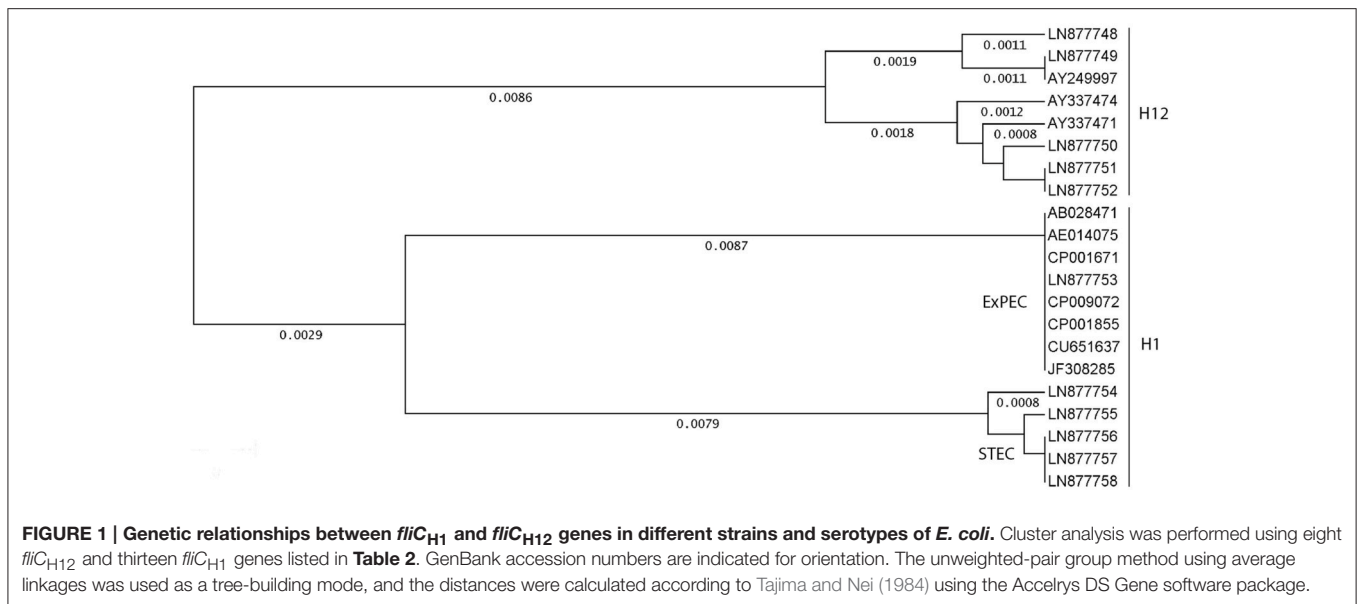 LN877748
0.0011
0.0019
LN877749
0.0011
AY249997
0.0086
AY337474
0.0012
H12
AY337471
0.0018
0.0008
LN877750
LN877751
LN877752
AB028471
AE014075
0.0087
CP001671
LN877753
ExPEC
CP009072
CP001855
0.0029
CU651637
H1
JF308285
LN877754
0.0008
LN877755
0.0079
LN877756
STEC
LN877757
LN877758
FIGURE 1 | Genetic relationships between fliCH1 and fliCH12 genes in different strains and serotypes of E. coli. Cluster analysis was performed using eight
fliCH12 and thirteen fliCH1 genes listed in Table 2. GenBank accession numbers are indicated for orientation. The unweighted-pair group method using average
linkages was used as a tree-building mode, and the distances were calculated according to Tajima and Nei (1984) using the Accelrys DS Gene software package.